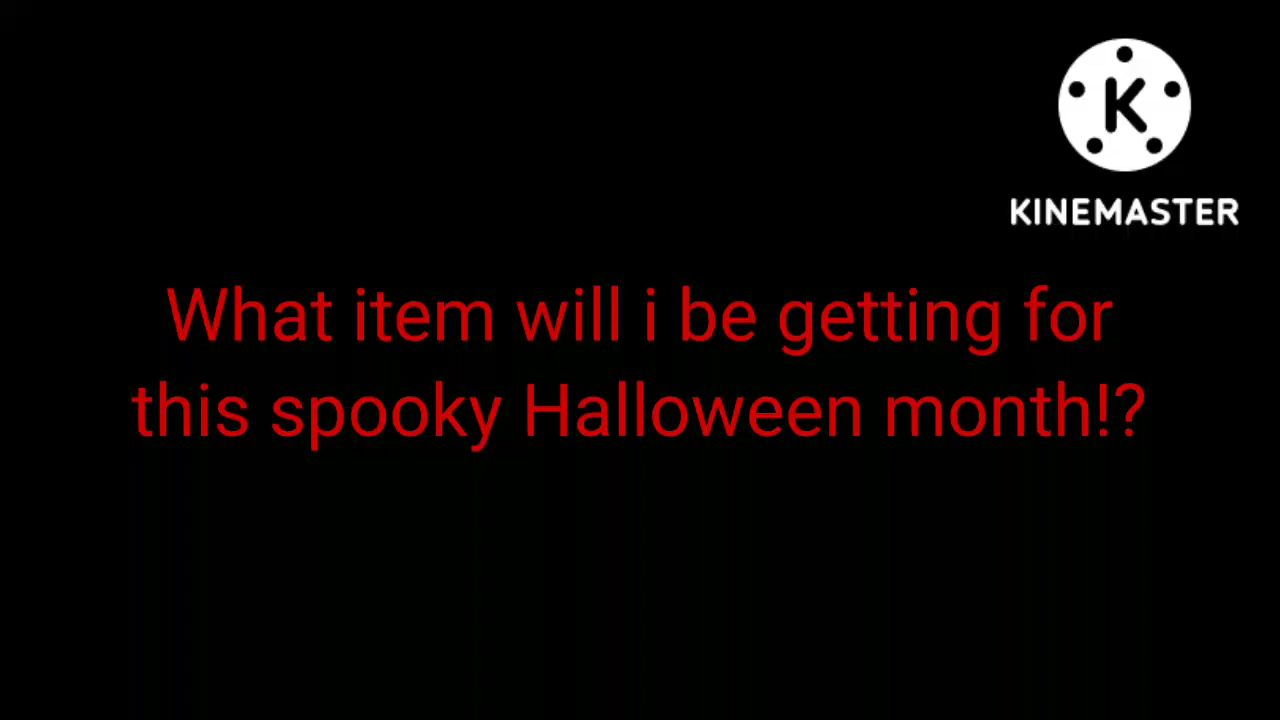 K
KINEMASTER
What item will i be getting for
this spooky Halloween month!?